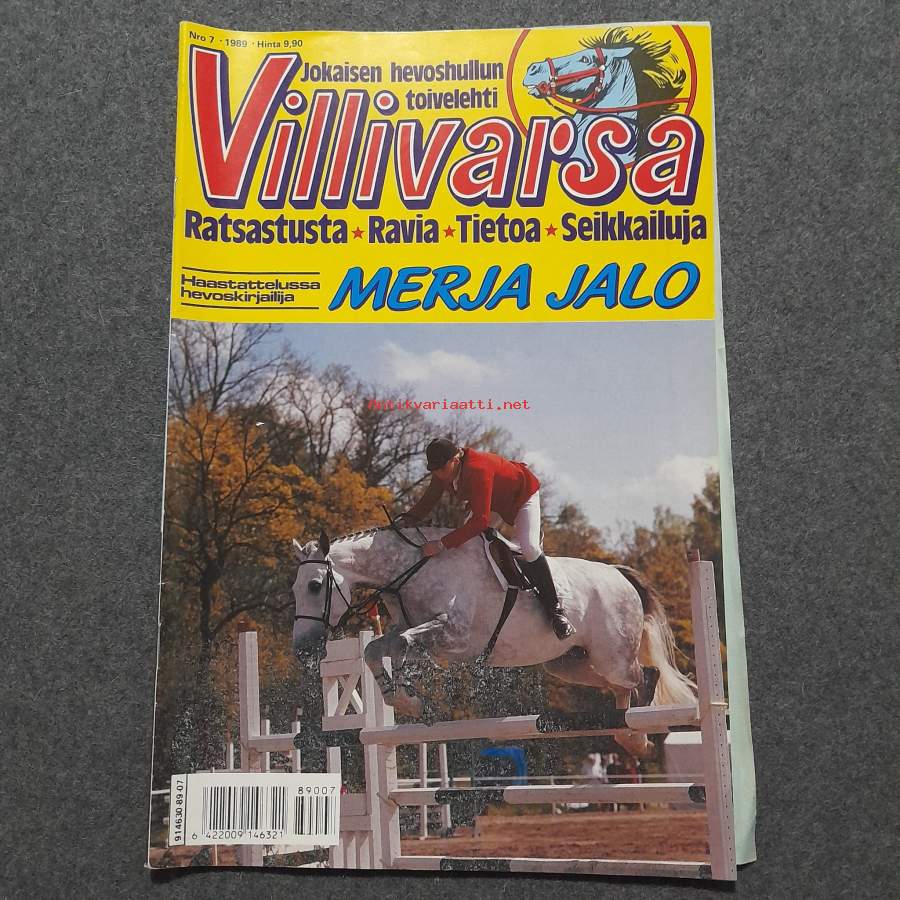 Nro 7 · 1989 · Hinta 9,90
Jokaisen hevoshullun
toivelehti
Villivarsa
Ratsastusta ★ Ravia ★ Tietoa ★ Seikkailuja
Haastattelussa
hevoskirjailija
MERJA JALO
Antikvariaatti.net
89007
914630-89-07
6 422009 146321